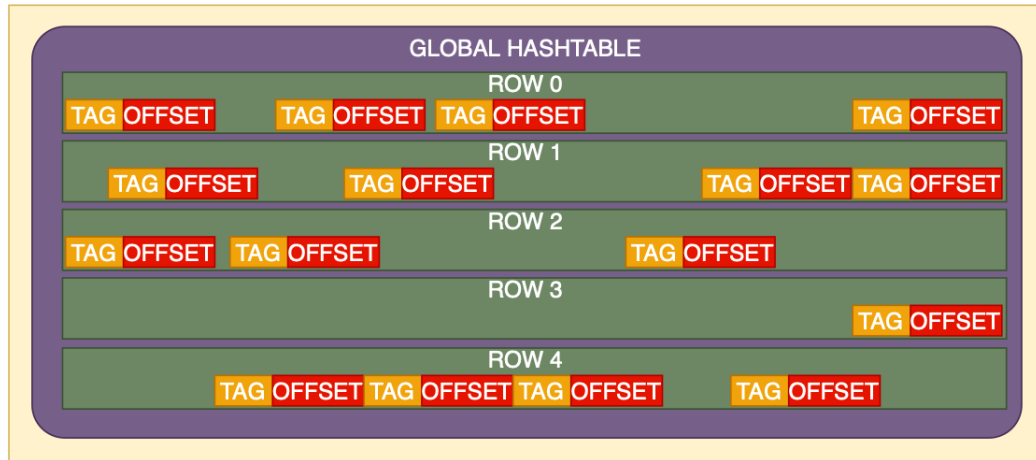 GLOBAL HASHTABLE
ROW 0
TAG OFFSET TAG OFFSET TAG OFFSET TAG OFFSET
ROW 1
TAG OFFSET TAG OFFSET TAG OFFSET TAG OFFSET
ROW 2
TAG OFFSET TAG OFFSET TAG OFFSET
ROW 3
TAG OFFSET
ROW 4
TAG OFFSET TAG OFFSET TAG OFFSET TAG OFFSET